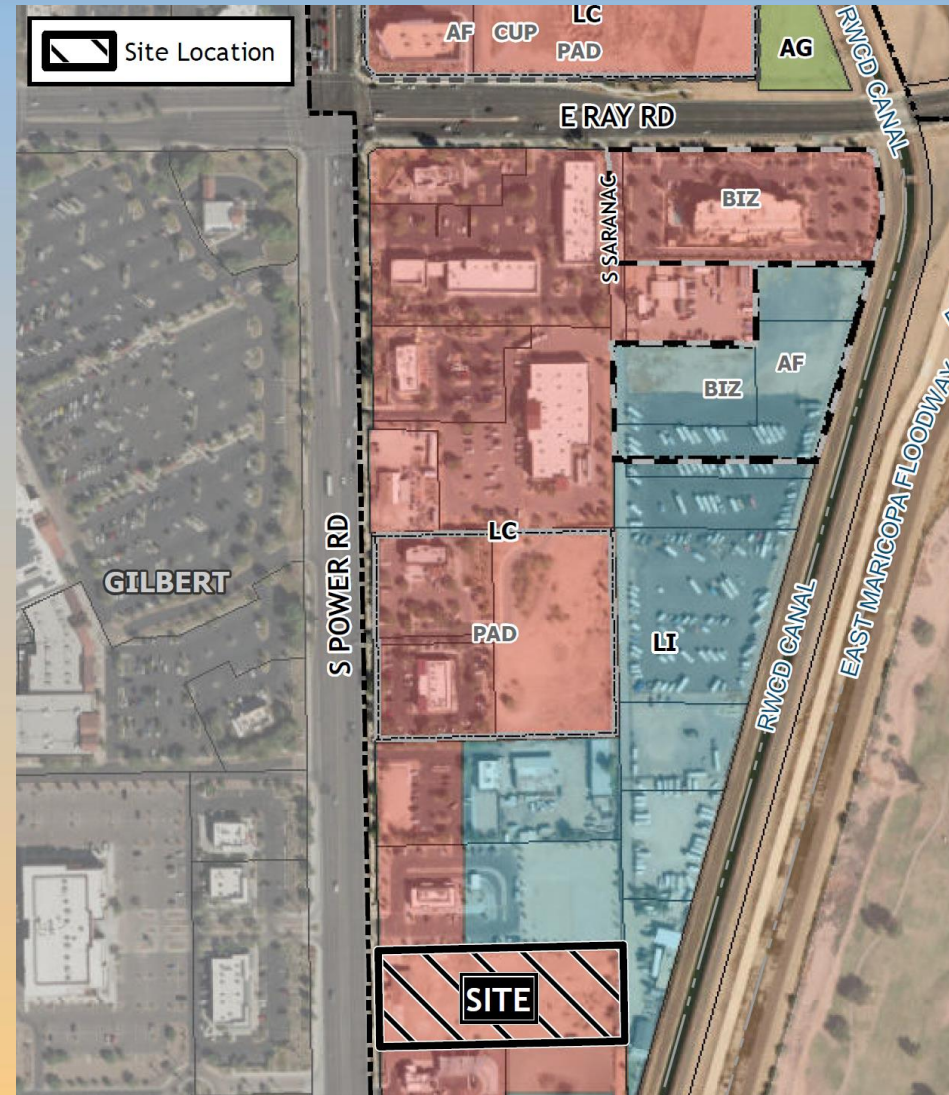 Site Location
LC
AF
CUP
PAD
AG
RWCD CANAL
E RAY RD
S SARANAC
BIZ
AF
BIZ
EAST MARICOPA FLOODWAY
LC
S POWER RD
GILBERT
PAD
LI
RWCD CANAL
SITE